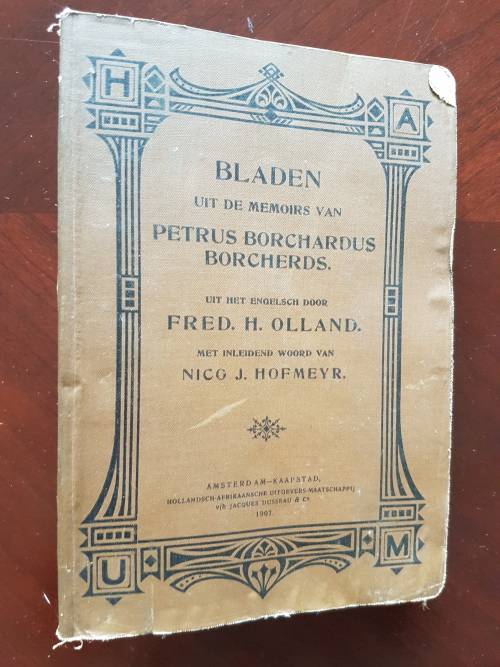 H A
BLADEN
UIT DE MEMOIRS VAN
PETRUS BORCHARDUS
BORCHERDS.
UIT HET ENGELSCH DOOR
FRED. H. OLLAND.
MET INLEIDEND WOORD VAN
NICO J. HOFMEYR.
AMSTERDAM—KAAPSTAD,
HOLLANDSCH-AFRIKAANSCHE UITGEVERS-MAATSCHAPPIJ
v/h JACQUES DUSSEAU & Co.
1907.
U M